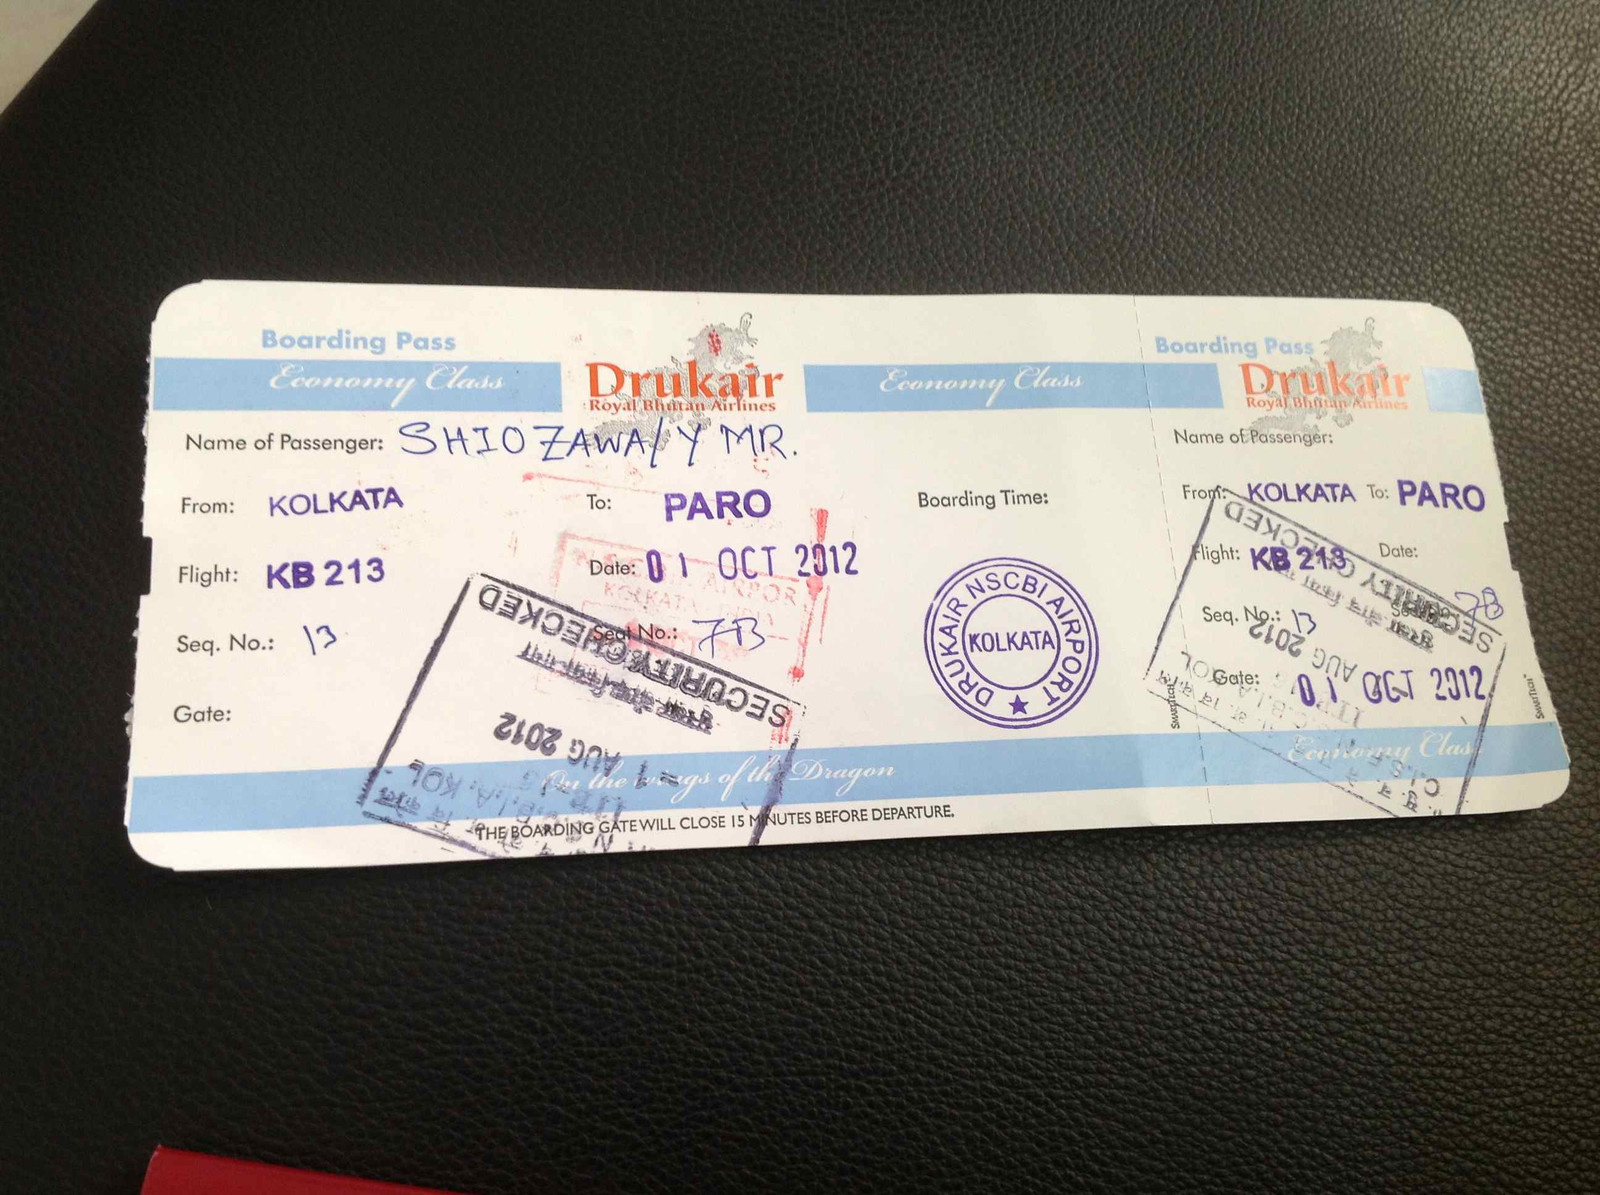 Boarding Pass
Economy Class
Drukair
Royal Bhutan Airlines
Economy Class
Name of Passenger: SHIOZAWA/Y MR.
From: KOLKATA To: PARO Boarding Time:
Flight: KB 213 Date: 01 OCT 2012
Seq. No.: 13 Seat No.: 7B
Gate:
DRUKAIR NSCBI AIRPORT
KOLKATA
SECURITY CHECKED
1 AUG 2012
On the wings of the Dragon
THE BOARDING GATE WILL CLOSE 15 MINUTES BEFORE DEPARTURE.
Boarding Pass
Drukair
Royal Bhutan Airlines
Name of Passenger:
From: KOLKATA To: PARO
Flight: KB 213 Date:
Seq. No.: 13 7B
Gate: 01 OCT 2012
SECURITY CHECKED
AUG 2012
Economy Clas
SMARTECH
SMARTECH